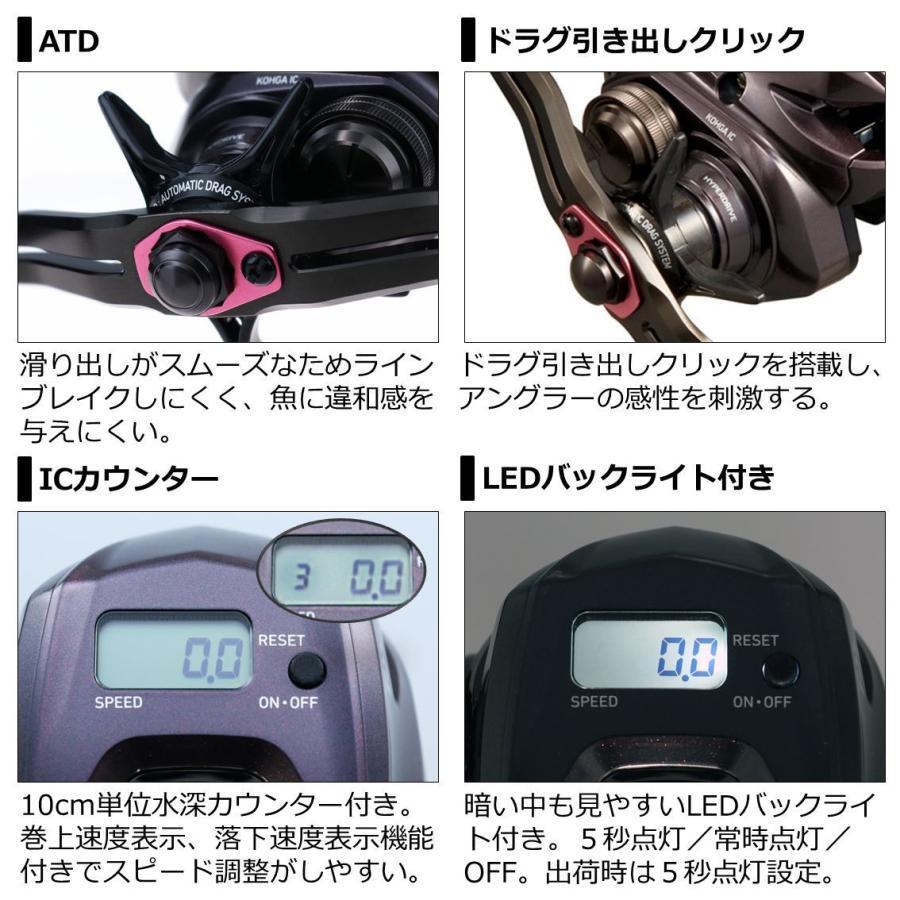 ATD
KOHGA IC
AUTOMATIC DRAG SYST
滑り出しがスムーズなためライン
ブレイクしにくく、魚に違和感を
与えにくい。
ドラグ引き出しクリック
KOHGA IC
HYPERDRIVE
TIC DRAG SYSTEM
ドラグ引き出しクリックを搭載し、
アングラーの感性を刺激する。
ICカウンター
3 0.0
0.0
RESET
SPEED
ON・OFF
10cm単位水深カウンター付き。
巻上速度表示、落下速度表示機能
付きでスピード調整がしやすい。
LEDバックライト付き
0.0
RESET
SPEED
ON・OFF
暗い中も見やすいLEDバックライ
ト付き。５秒点灯／常時点灯／
OFF。出荷時は５秒点灯設定。